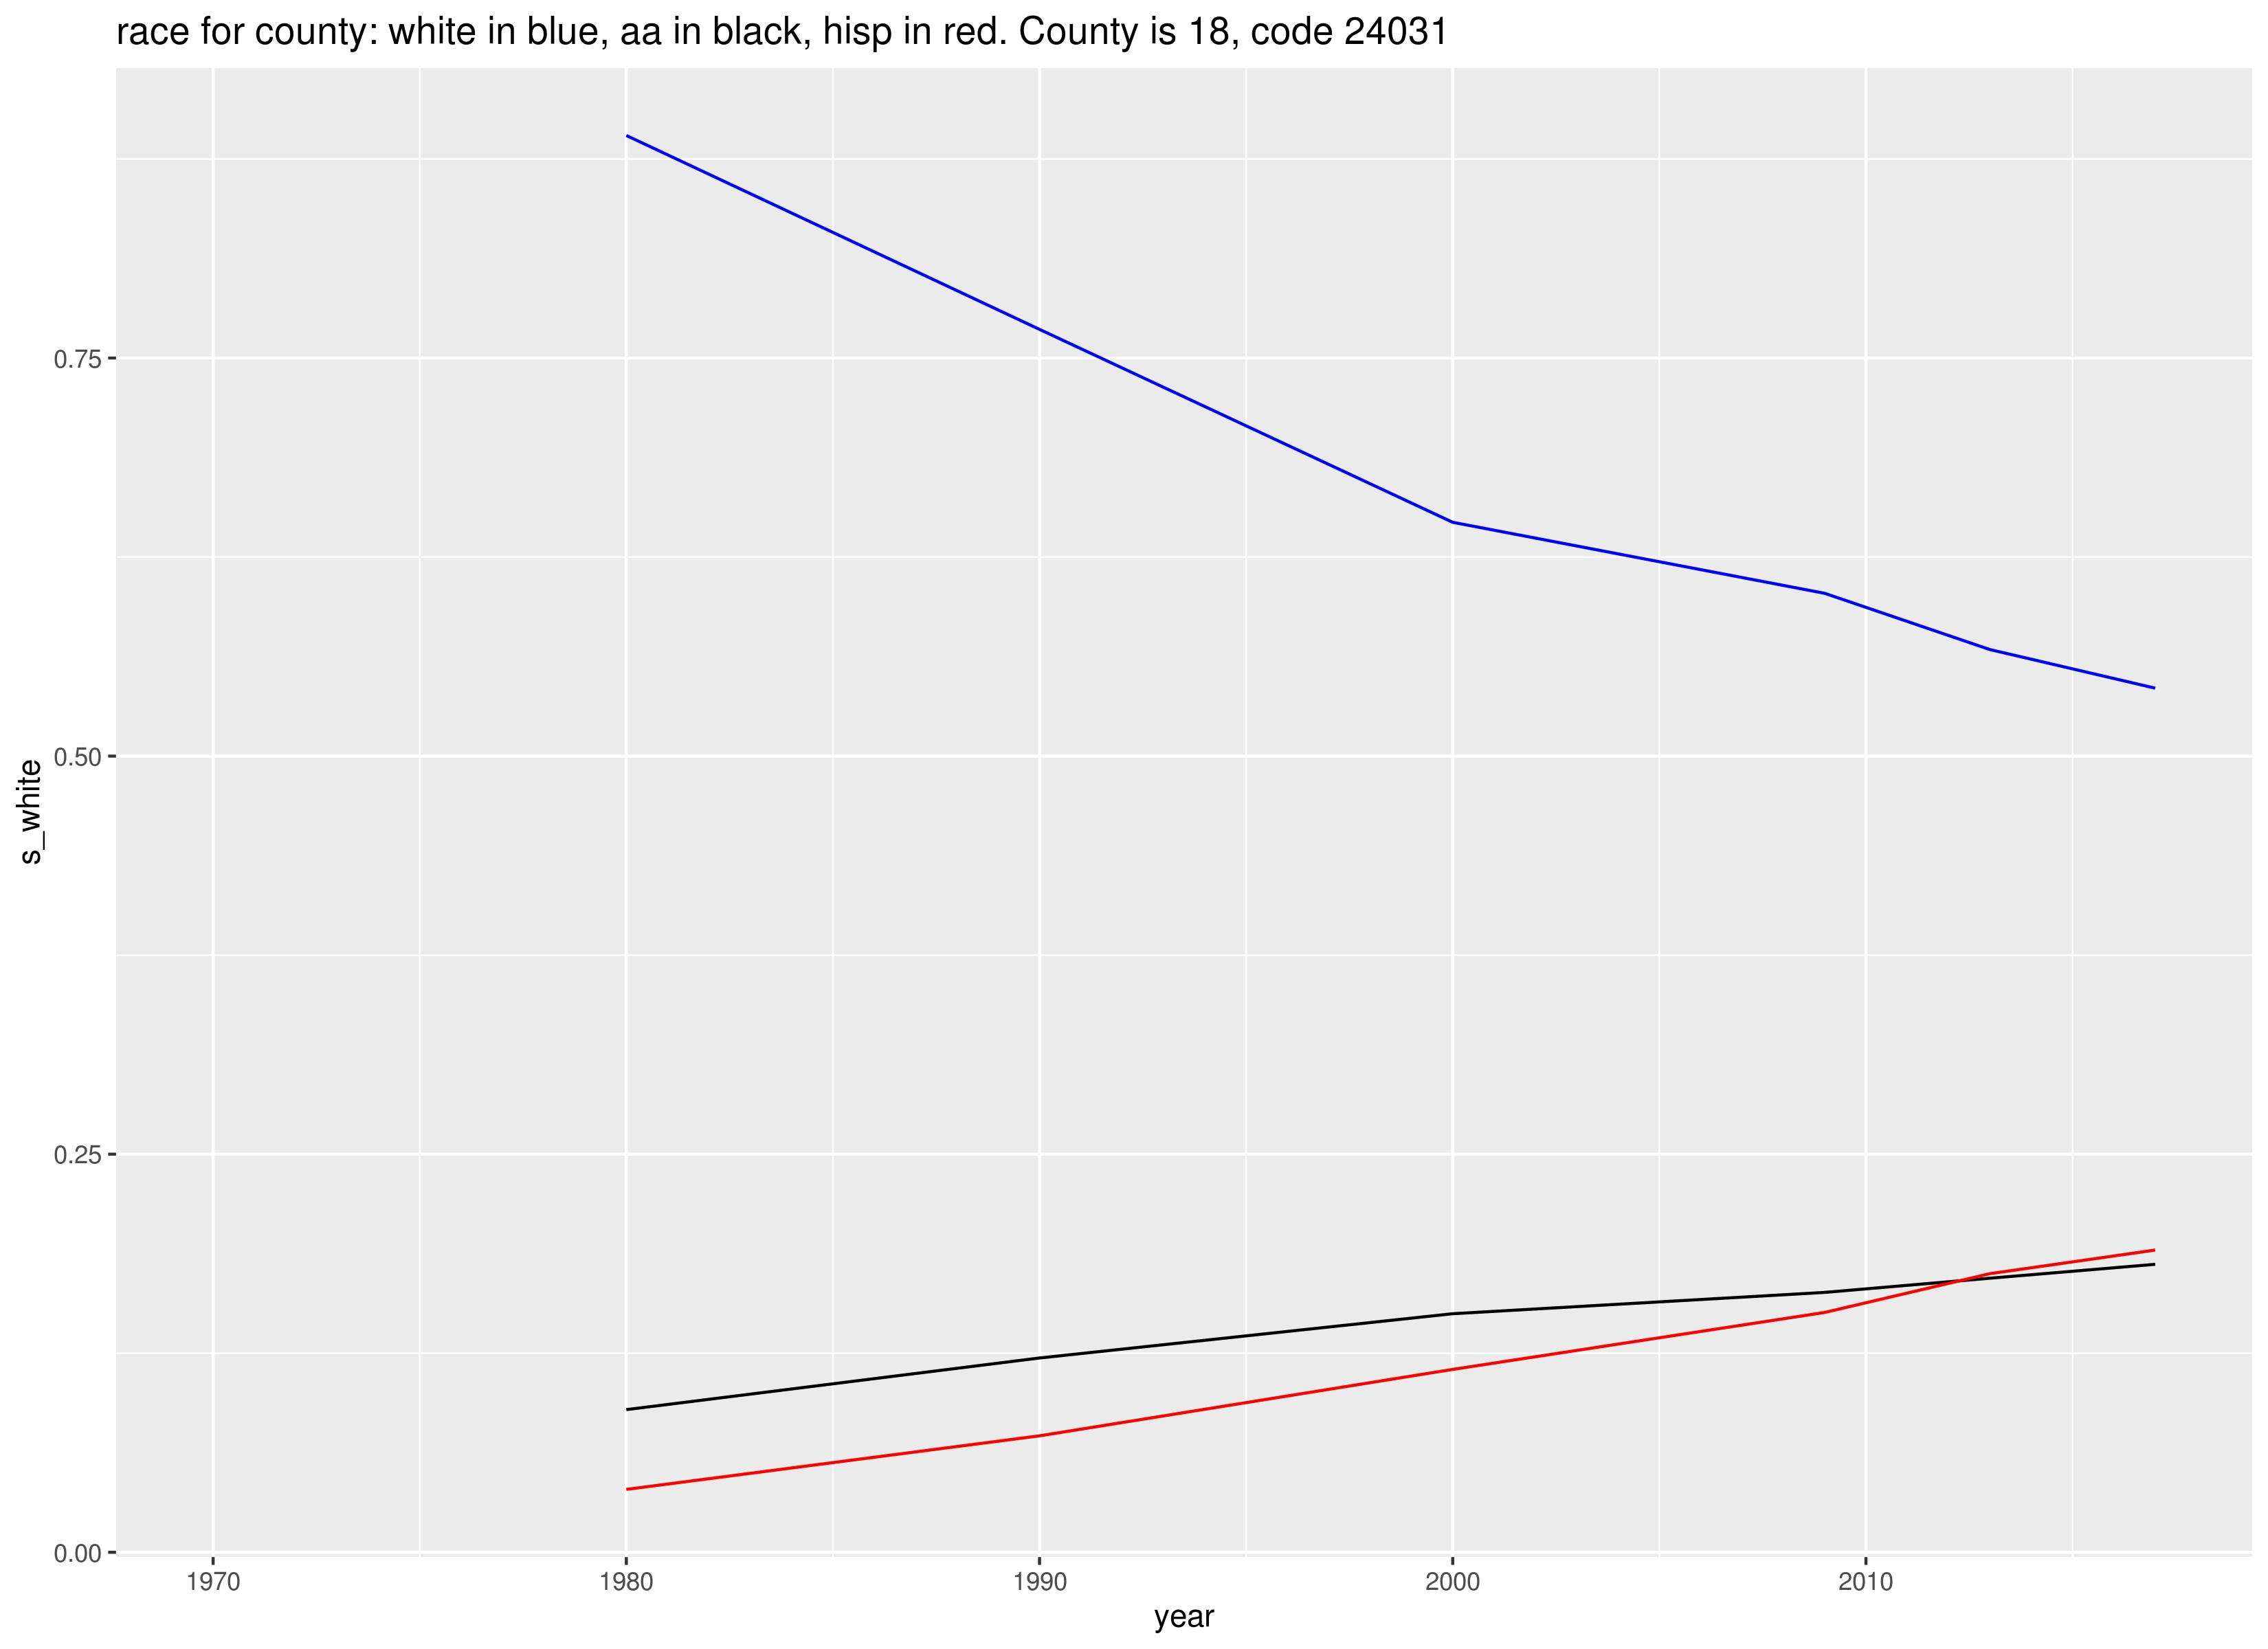 race for county: white in blue, aa in black, hisp in red. County is 18, code 24031
0.75
0.50
0.25
0.00
s_white
1970 1980 1990 2000 2010
year